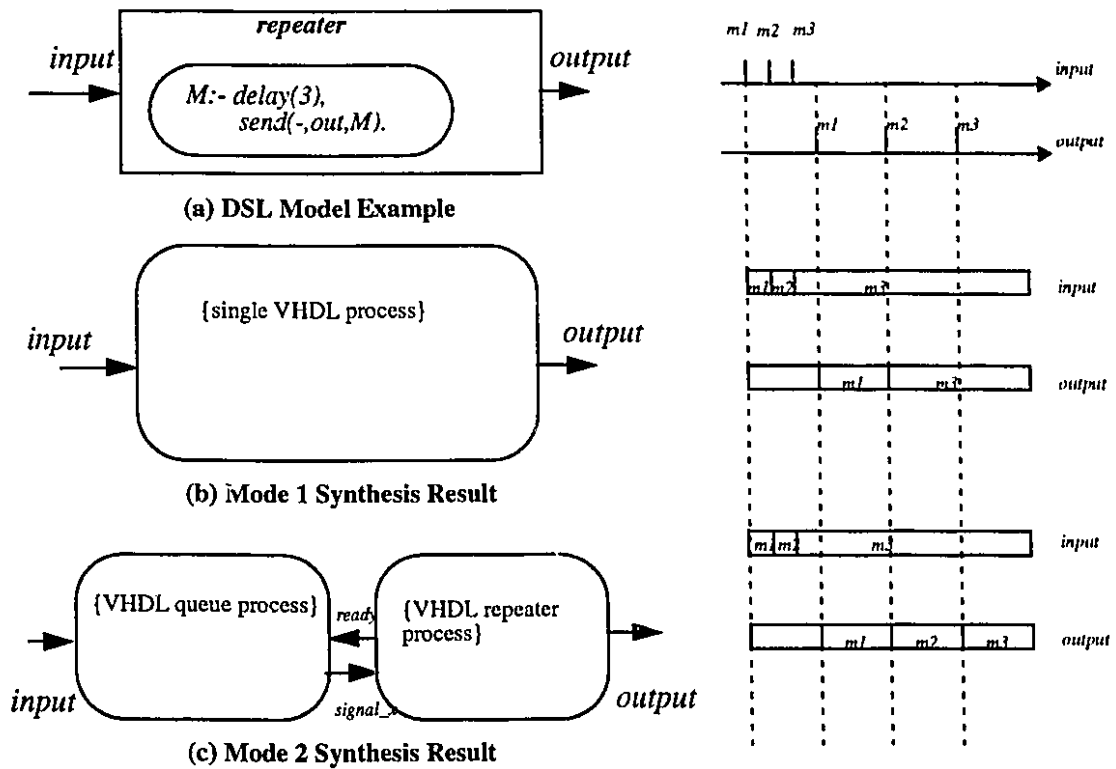 repeater
input
output
M:- delay(3),
send(-,out,M).
(a) DSL Model Example
{single VHDL process}
input
output
(b) Mode 1 Synthesis Result
{VHDL queue process}
ready
{VHDL repeater
process}
input
signal_x
output
(c) Mode 2 Synthesis Result
m1 m2 m3
input
m1 m2 m3
output
m1 m2 m3
input
m1 m3
output
m1 m2 m3
input
m1 m2 m3
output